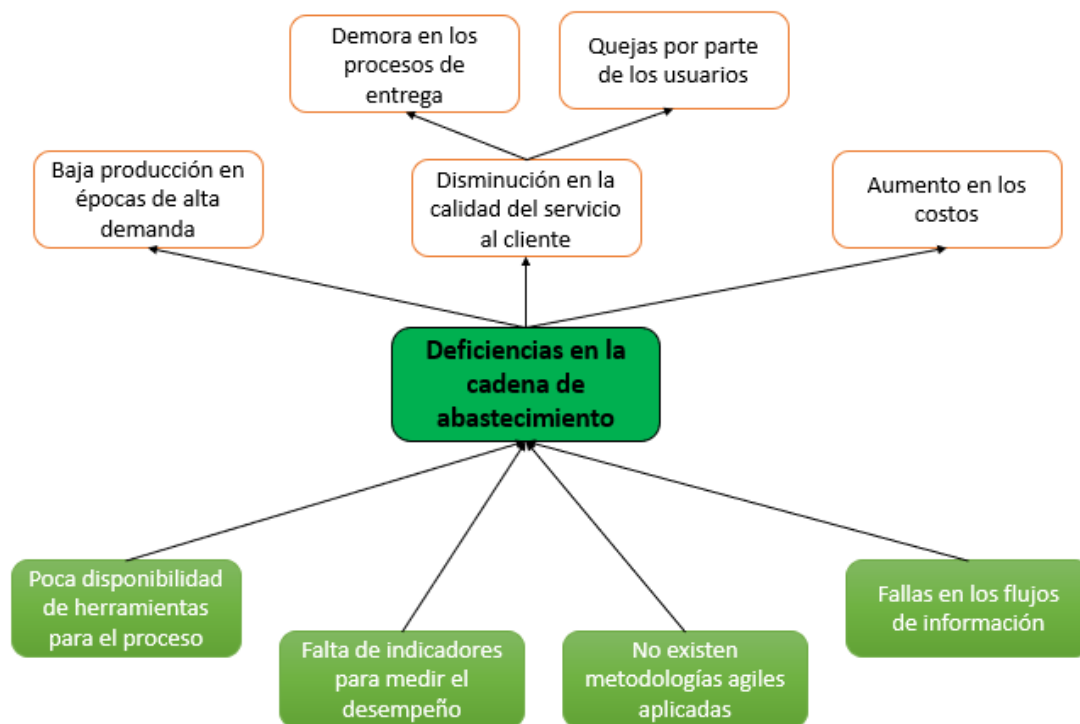 Demora en los
procesos de
entrega
Quejas por parte
de los usuarios
Baja producción en
épocas de alta
demanda
Disminución en la
calidad del servicio
al cliente
Aumento en los
costos
Deficiencias en la
cadena de
abastecimiento
Poca disponibilidad
de herramientas
para el proceso
Falta de indicadores
para medir el
desempeño
No existen
metodologías agiles
aplicadas
Fallas en los flujos
de información